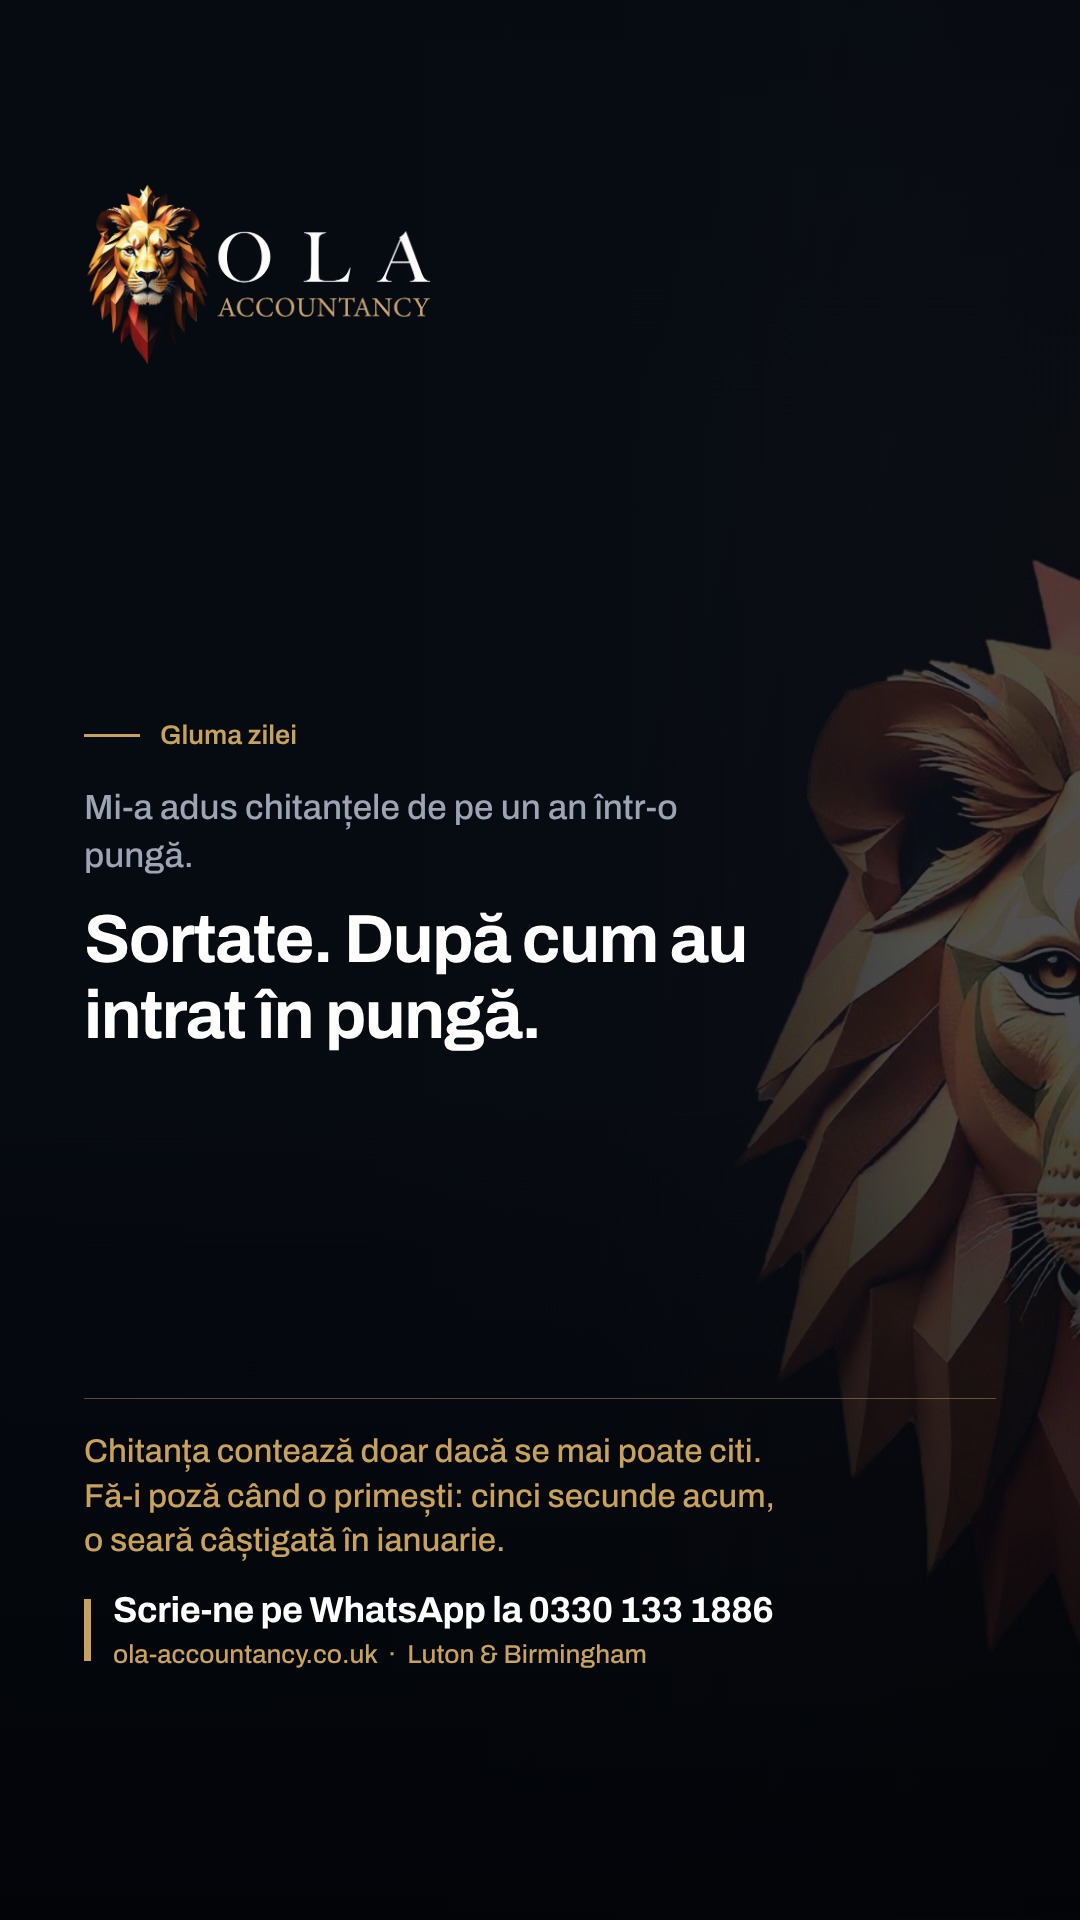 OLA
ACCOUNTANCY
Gluma zilei
Mi-a adus chitanțele de pe un an într-o
pungă.
Sortate. După cum au
intrat în pungă.
Chitanța contează doar dacă se mai poate citi.
Fă-i poză când o primești: cinci secunde acum,
o seară câștigată în ianuarie.
Scrie-ne pe WhatsApp la 0330 133 1886
ola-accountancy.co.uk · Luton & Birmingham